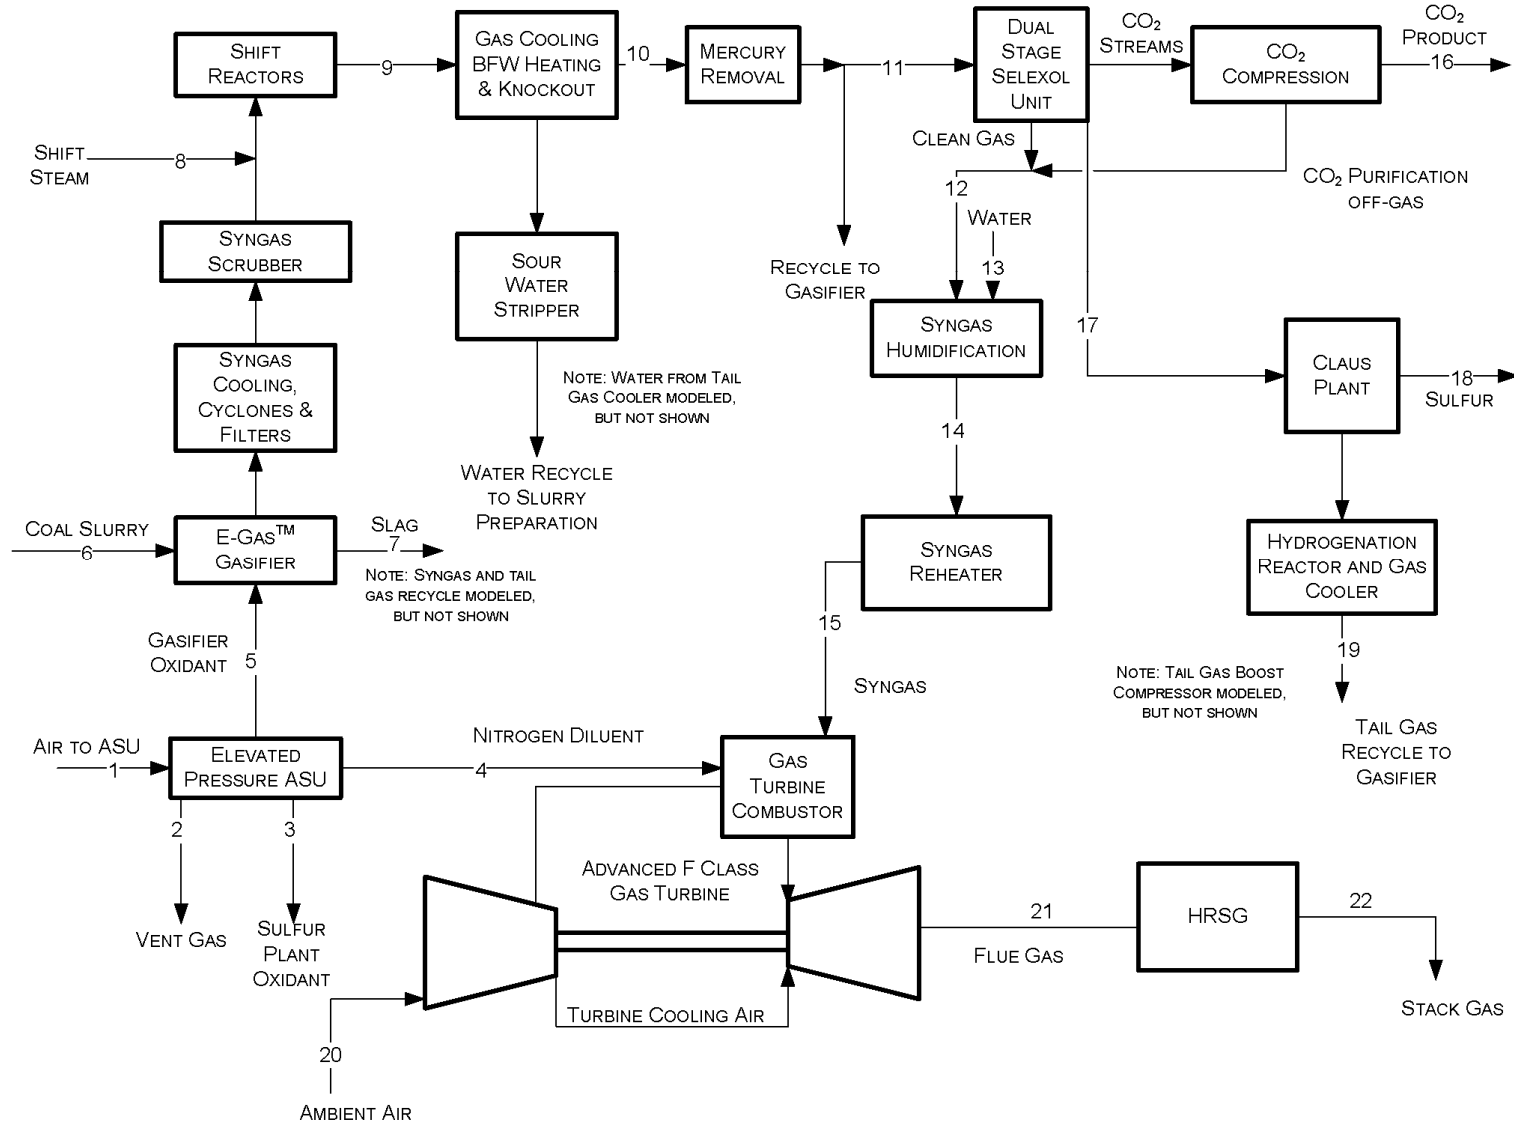 SHIFT
REACTORS
9
GAS COOLING
BFW HEATING
& KNOCKOUT
10
MERCURY
REMOVAL
11
DUAL
STAGE
SELEXOL
UNIT
CO₂
STREAMS
CO₂
COMPRESSION
CO₂
PRODUCT
16
CLEAN GAS
SHIFT
STEAM
8
12
WATER
13
CO₂ PURIFICATION
OFF-GAS
SYNGAS
SCRUBBER
SOUR
WATER
STRIPPER
RECYCLE TO
GASIFIER
SYNGAS
HUMIDIFICATION
17
CLAUS
PLANT
18
SULFUR
SYNGAS
COOLING,
CYCLONES &
FILTERS
NOTE: WATER FROM TAIL
GAS COOLER MODELED,
BUT NOT SHOWN
14
WATER RECYCLE
TO SLURRY
PREPARATION
COAL SLURRY
6
E-GAS™
GASIFIER
SLAG
7
NOTE: SYNGAS AND TAIL
GAS RECYCLE MODELED,
BUT NOT SHOWN
SYNGAS
REHEATER
HYDROGENATION
REACTOR AND GAS
COOLER
GASIFIER
OXIDANT
5
15
SYNGAS
19
NOTE: TAIL GAS BOOST
COMPRESSOR MODELED,
BUT NOT SHOWN
TAIL GAS
RECYCLE TO
GASIFIER
AIR TO ASU
1
ELEVATED
PRESSURE ASU
NITROGEN DILUENT
4
GAS
TURBINE
COMBUSTOR
2
3
VENT GAS
SULFUR
PLANT
OXIDANT
ADVANCED F CLASS
GAS TURBINE
21
FLUE GAS
HRSG
22
STACK GAS
TURBINE COOLING AIR
20
AMBIENT AIR